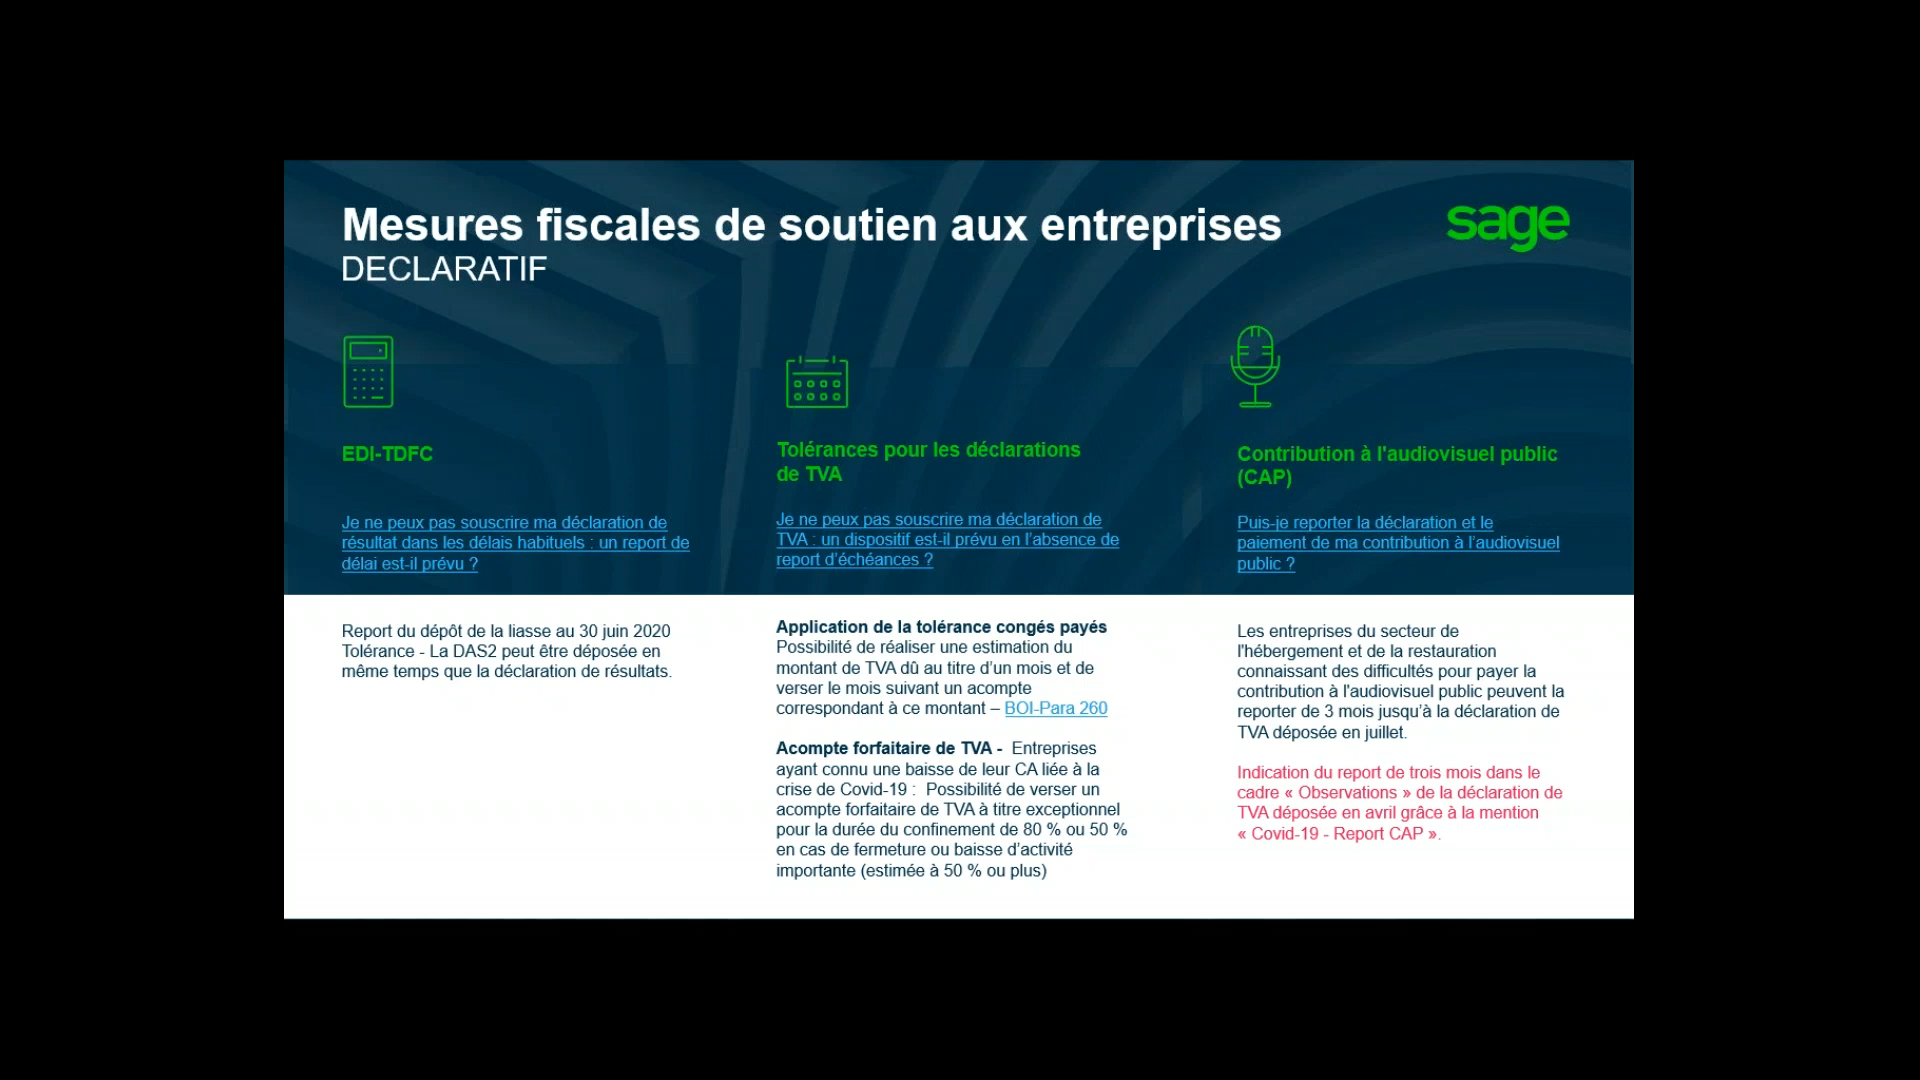 Mesures fiscales de soutien aux entreprises
DECLARATIF
sage
EDI-TDFC
Je ne peux pas souscrire ma déclaration de
résultat dans les délais habituels : un report de
délai est-il prévu ?
Report du dépôt de la liasse au 30 juin 2020
Tolérance - La DAS2 peut être déposée en
même temps que la déclaration de résultats.
Tolérances pour les déclarations
de TVA
Je ne peux pas souscrire ma déclaration de
TVA : un dispositif est-il prévu en l’absence de
report d’échéances ?
Application de la tolérance congés payés
Possibilité de réaliser une estimation du
montant de TVA dû au titre d’un mois et de
verser le mois suivant un acompte
correspondant à ce montant – BOI-Para 260
Acompte forfaitaire de TVA - Entreprises
ayant connu une baisse de leur CA liée à la
crise de Covid-19 : Possibilité de verser un
acompte forfaitaire de TVA à titre exceptionnel
pour la durée du confinement de 80 % ou 50 %
en cas de fermeture ou baisse d’activité
importante (estimée à 50 % ou plus)
Contribution à l'audiovisuel public
(CAP)
Puis-je reporter la déclaration et le
paiement de ma contribution à l’audiovisuel
public ?
Les entreprises du secteur de
l'hébergement et de la restauration
connaissant des difficultés pour payer la
contribution à l'audiovisuel public peuvent la
reporter de 3 mois jusqu’à la déclaration de
TVA déposée en juillet.
Indication du report de trois mois dans le
cadre « Observations » de la déclaration de
TVA déposée en avril grâce à la mention
« Covid-19 - Report CAP ».